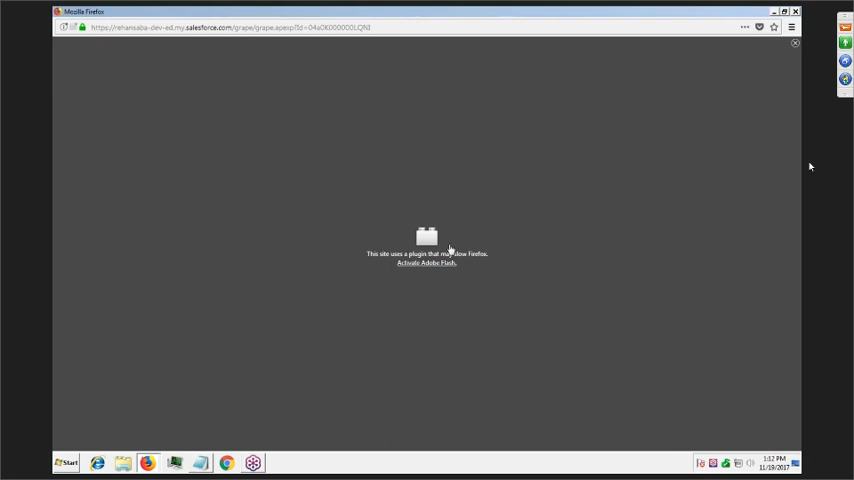 Mozilla Firefox
https://rehansaba-dev-ed.my.salesforce.com/grape/grape.apexp?id=04a0K000000LQNI
This site uses a plugin that may slow Firefox.
Activate Adobe Flash.
Start
1:12 PM
11/19/2017